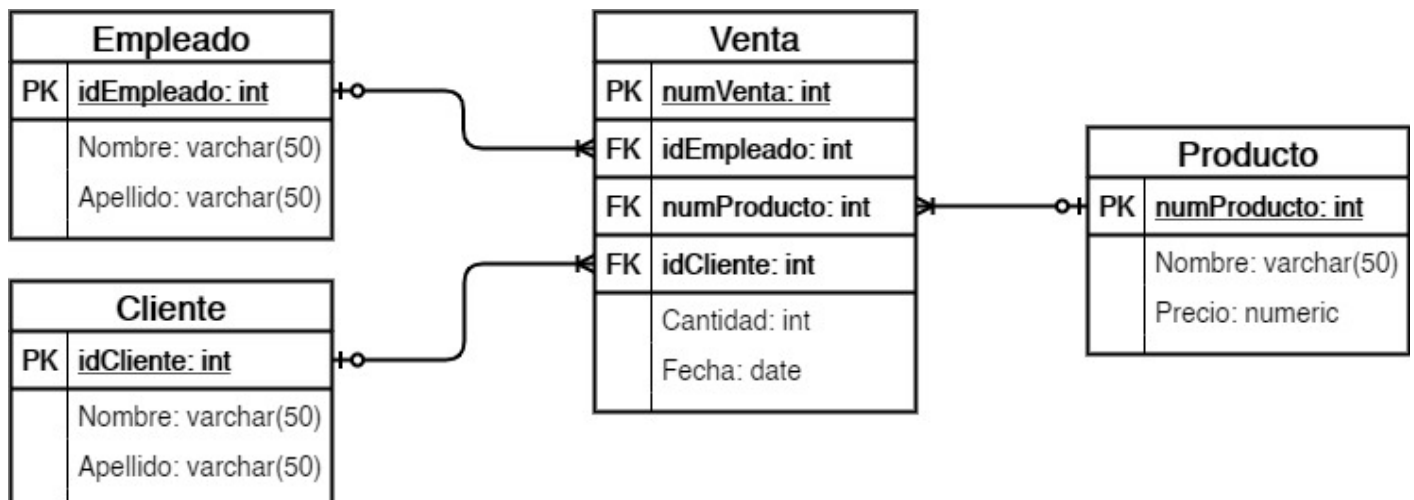 Empleado
PK idEmpleado: int
Nombre: varchar(50)
Apellido: varchar(50)
Cliente
PK idCliente: int
Nombre: varchar(50)
Apellido: varchar(50)
Venta
PK numVenta: int
FK idEmpleado: int
FK numProducto: int
FK idCliente: int
Cantidad: int
Fecha: date
Producto
PK numProducto: int
Nombre: varchar(50)
Precio: numeric